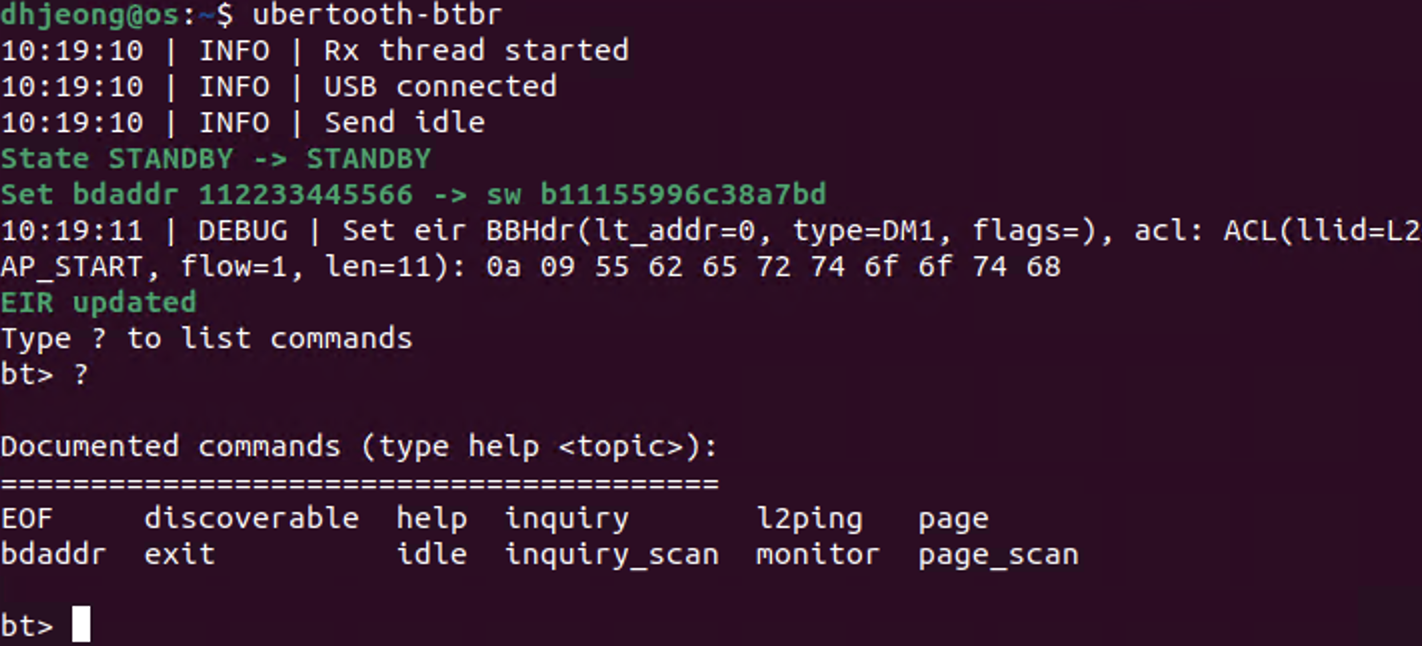 dhjeong@os:~$ ubertooth-btbr
10:19:10 | INFO | Rx thread started
10:19:10 | INFO | USB connected
10:19:10 | INFO | Send idle
State STANDBY -> STANDBY
Set bdaddr 112233445566 -> sw b11155996c38a7bd
10:19:11 | DEBUG | Set eir BBHdr(lt_addr=0, type=DM1, flags=), acl: ACL(llid=L2
AP_START, flow=1, len=11): 0a 09 55 62 65 72 74 6f 6f 74 68
EIR updated
Type ? to list commands
bt> ?
Documented commands (type help <topic>):
========================================
EOF     discoverable  help  inquiry       l2ping   page
bdaddr  exit          idle  inquiry_scan  monitor  page_scan
bt>